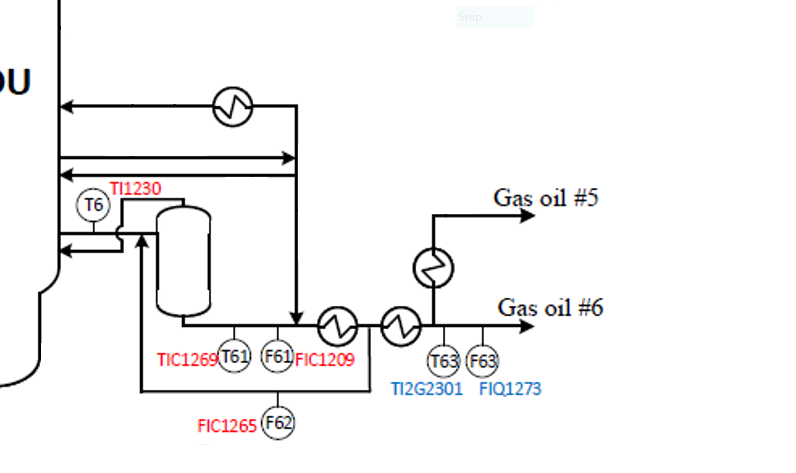 Snip
DU
TI1230
T6
Gas oil #5
Gas oil #6
TIC1269 T61 F61 FIC1209
T63 F63
TI2G2301 FIQ1273
FIC1265 F62